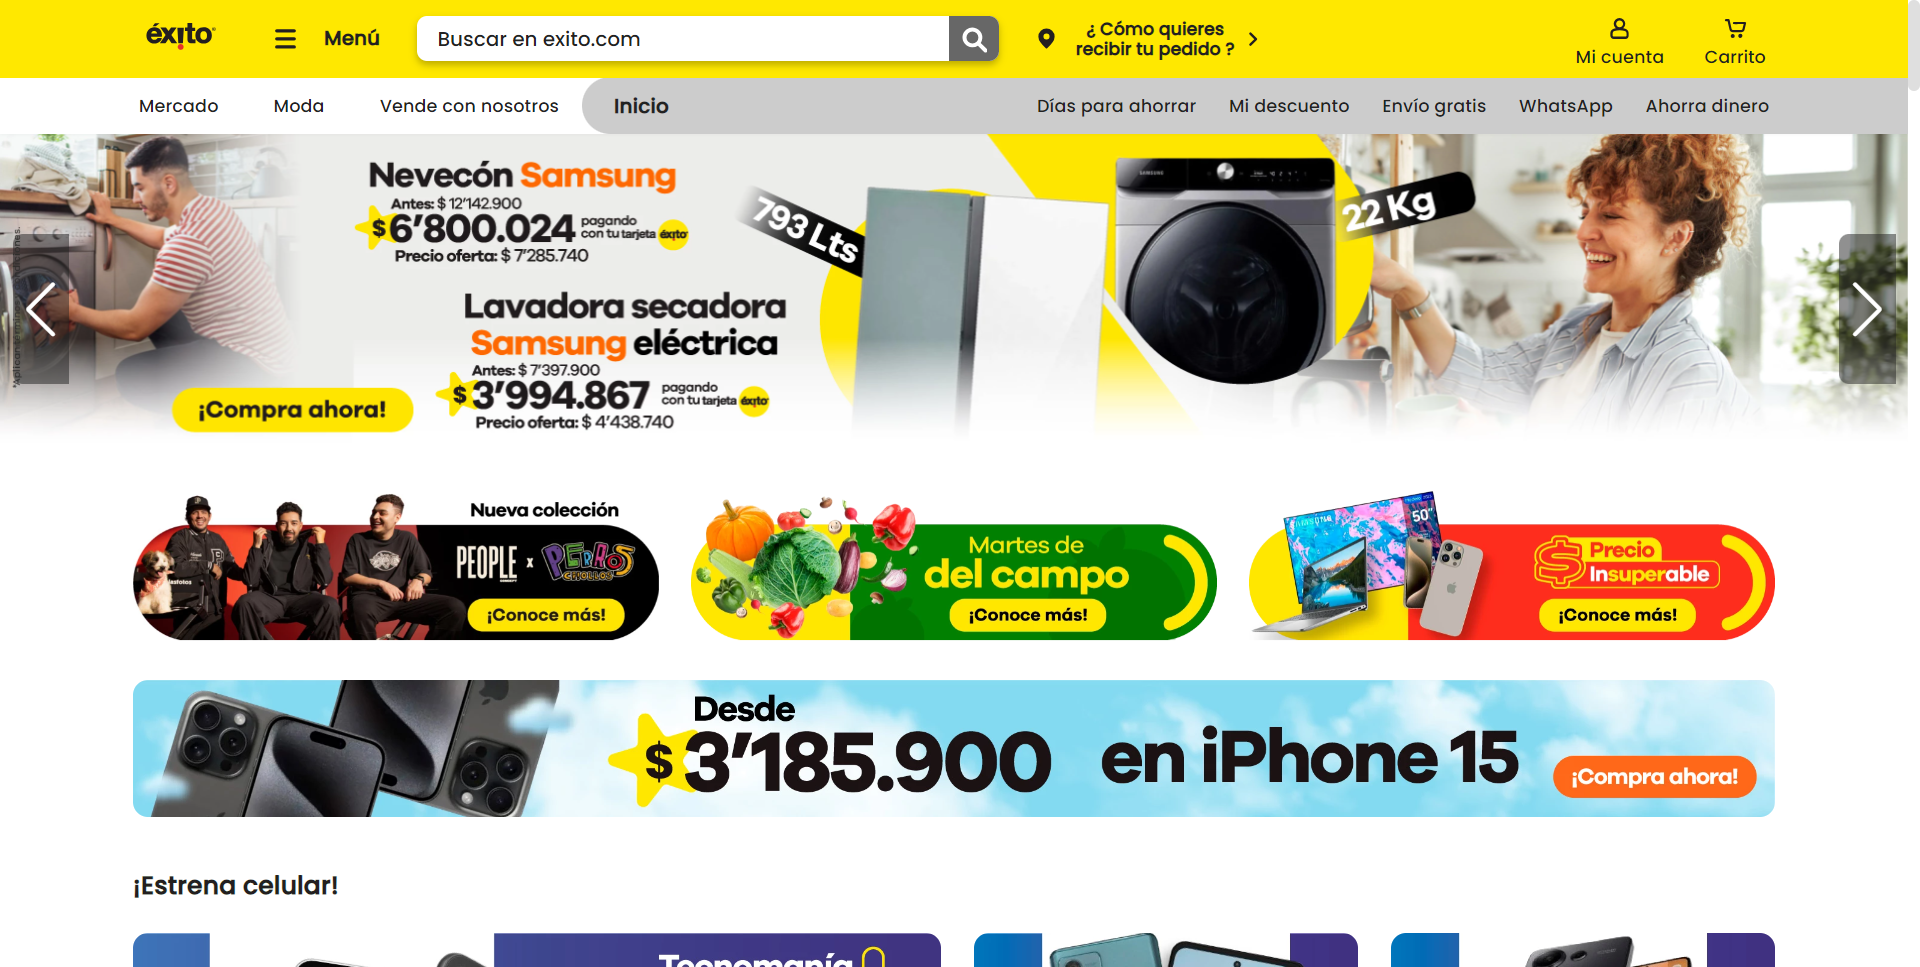 éxito
Menú
Buscar en exito.com
¿ Cómo quieres
recibir tu pedido ?
Mi cuenta
Carrito
Mercado
Moda
Vende con nosotros
Inicio
Días para ahorrar
Mi descuento
Envío gratis
WhatsApp
Ahorra dinero
Nevecón Samsung
Antes: $ 12'142.900
$ 6'800.024 pagando
con tu tarjeta éxito
Precio oferta: $ 7'285.740
Lavadora secadora
Samsung eléctrica
Antes: $ 7'397.900
$ 3'994.867 pagando
con tu tarjeta éxito
Precio oferta: $ 4'438.740
¡Compra ahora!
793 Lts
SAMSUNG
22 Kg
Nueva colección
PEOPLE x PERROS
CRIOLLOS
¡Conoce más!
Martes de
del campo
¡Conoce más!
SAMSUNG
50"
$ Precio
Insuperable
¡Conoce más!
Desde
$ 3'185.900 en iPhone 15
¡Compra ahora!
¡Estrena celular!
Tecnomanía